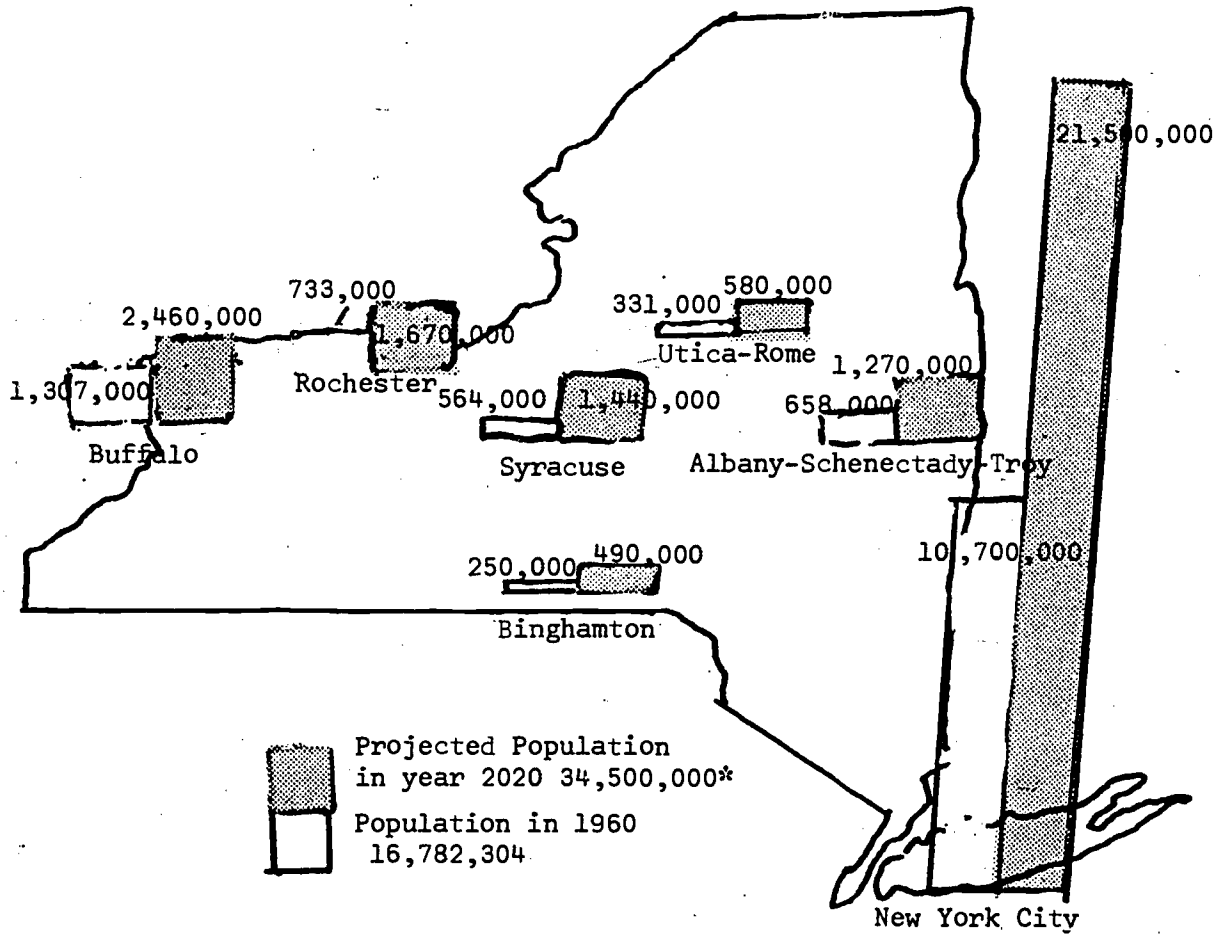 21,500,000
580,000
733,000
331,000
2,460,000
1,670,000
Utica-Rome
1,270,000
Rochester
1,307,000
564,000
1,440,000
658,000
Buffalo
Syracuse
Albany-Schenectady-Troy
10,700,000
250,000
490,000
Binghamton
Projected Population
in year 2020 34,500,000*
Population in 1960
16,782,304
New York City